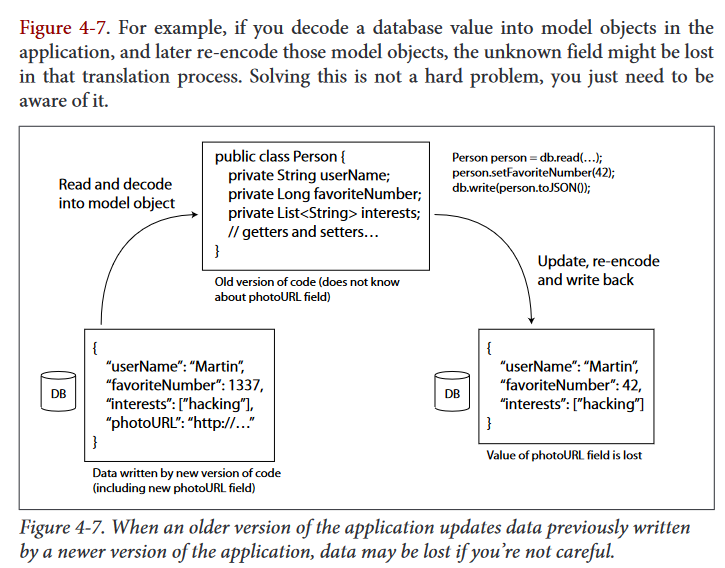 Figure 4-7. For example, if you decode a database value into model objects in the
application, and later re-encode those model objects, the unknown field might be lost
in that translation process. Solving this is not a hard problem, you just need to be
aware of it.
Read and decode
into model object
public class Person {
private String userName;
private Long favoriteNumber;
private List<String> interests;
// getters and setters…
}
Old version of code (does not know
about photoURL field)
Person person = db.read(…);
person.setFavoriteNumber(42);
db.write(person.toJSON());
Update, re-encode
and write back
DB
{
“userName”: “Martin”,
“favoriteNumber”: 1337,
“interests”: [“hacking”],
“photoURL”: “http://…”
}
Data written by new version of code
(including new photoURL field)
DB
{
“userName”: “Martin”,
“favoriteNumber”: 42,
“interests”: [“hacking”]
}
Value of photoURL field is lost
Figure 4-7. When an older version of the application updates data previously written
by a newer version of the application, data may be lost if you’re not careful.